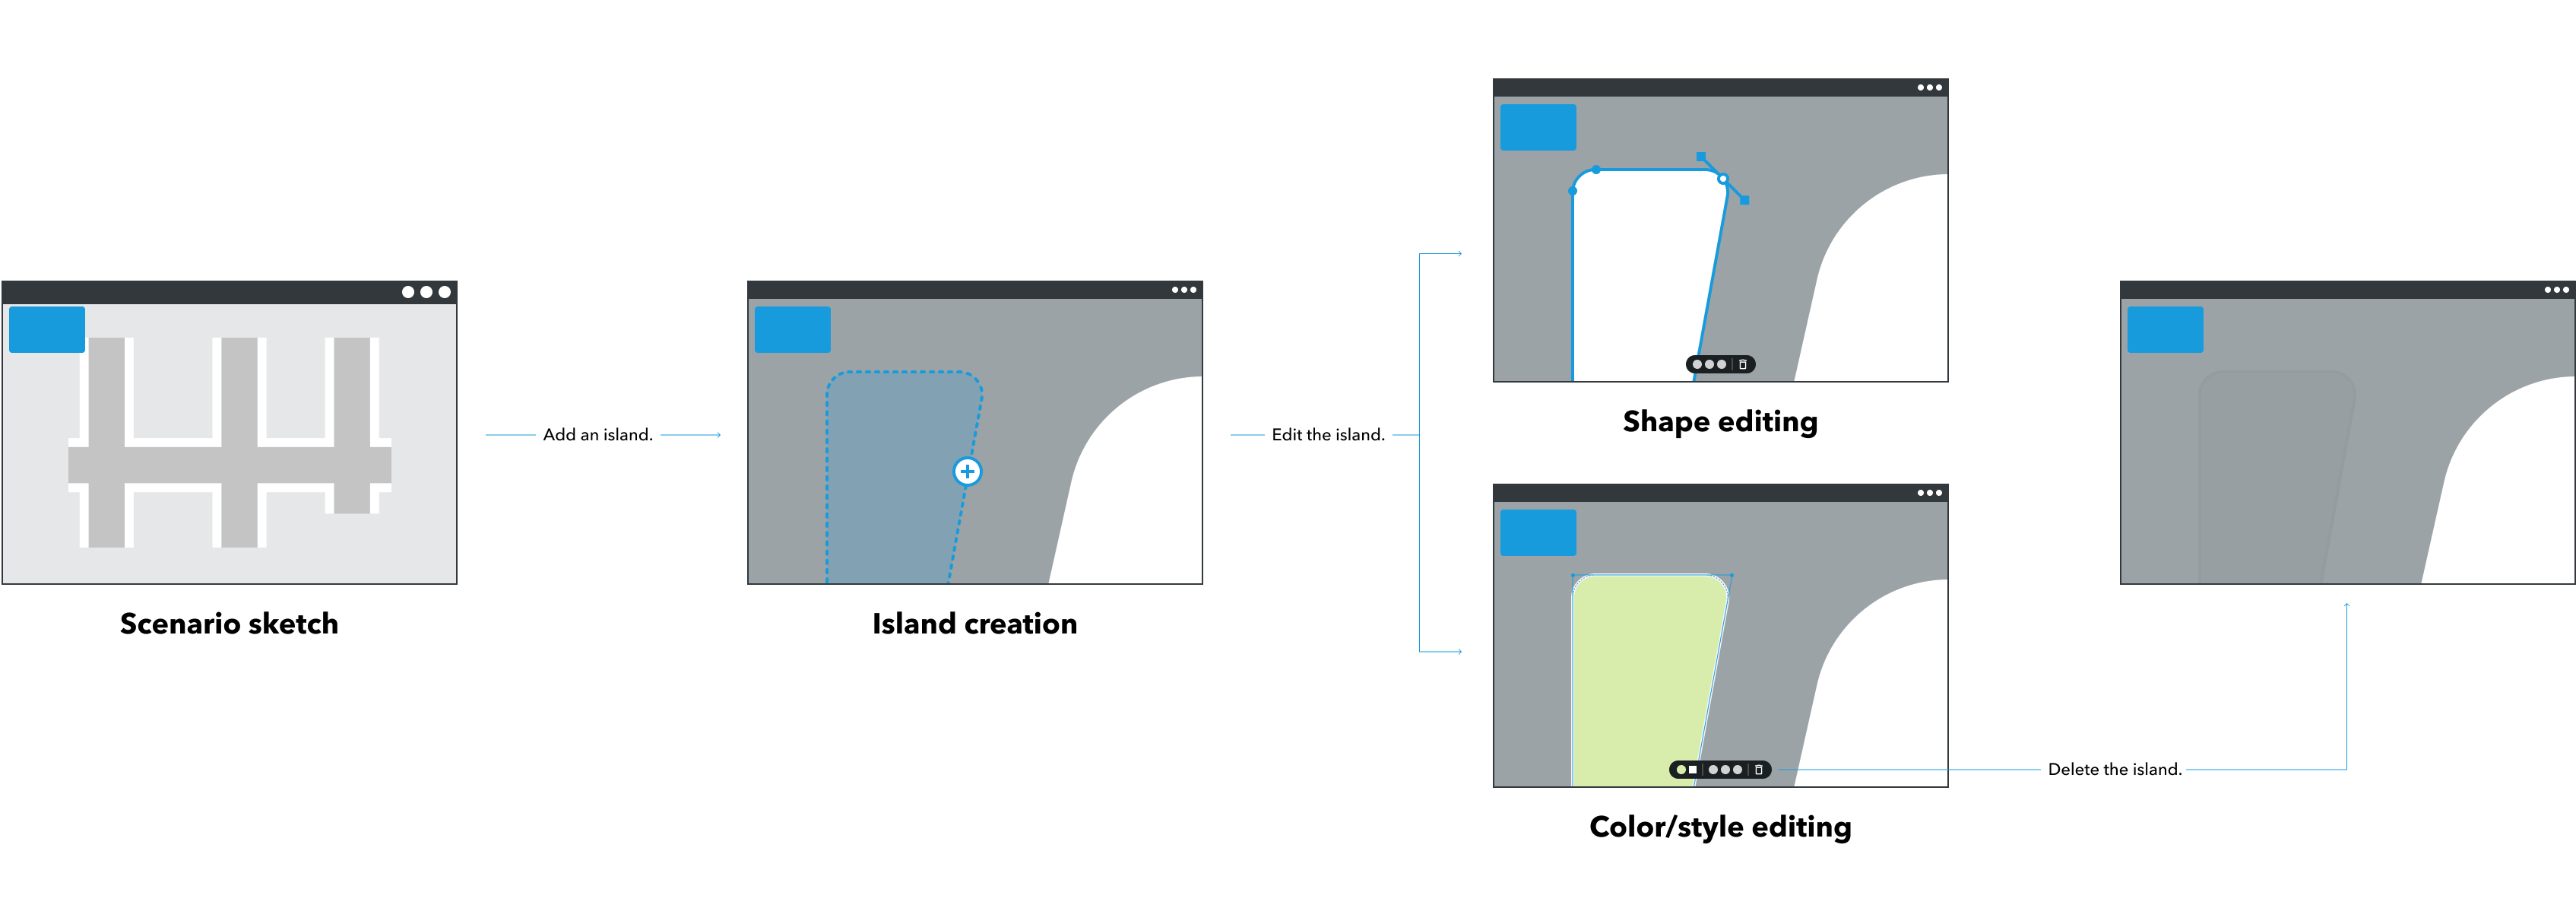 Scenario sketch
Add an island.
Island creation
Edit the island.
Shape editing
Color/style editing
Delete the island.